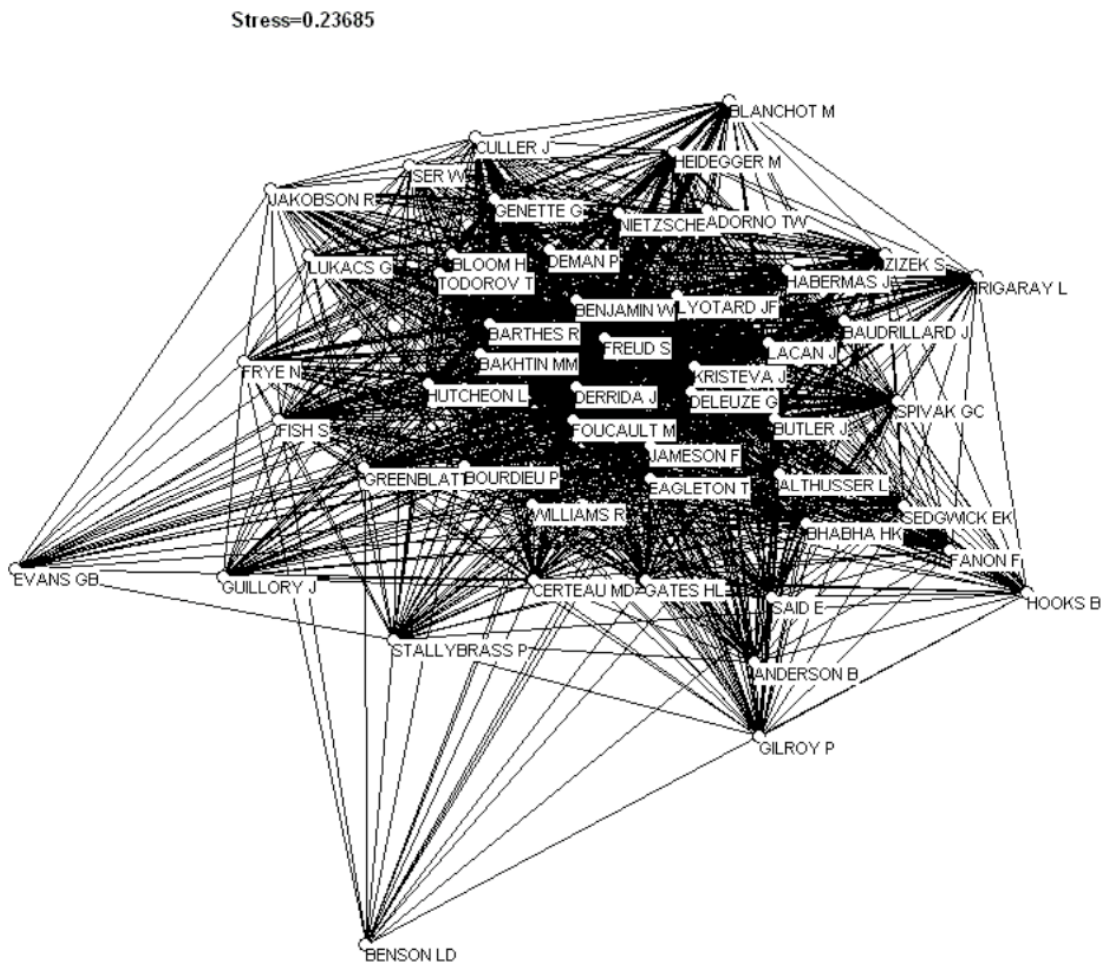 Stress=0.23685
BLANCHOT M
CULLER J
HEIDEGGER M
SER W
JAKOBSON R
GENETTE G
NIETZSCHE
ADORNO TW
LUKACS G
BLOOM H
DEMAN P
ZIZEK S
TODOROV T
HABERMAS J
RIGARAY L
BENJAMIN W
LYOTARD JF
BARTHES R
BAUDRILLARD J
FREUD S
LACAN J
BAKHTIN MM
FRYE N
KRISTEVA J
HUTCHEON L
DERRIDA J
DELEUZE G
SPIVAK GC
FISH S
FOUCAULT M
BUTLER J
JAMESON F
GREENBLATT
BOURDIEU P
EAGLETON T
ALTHUSSER L
WILLIAMS R
SEDGWICK EK
BHABHA HK
FANON F
EVANS GB
GUILLORY J
CERTEAU MD
GATES HL
SAID E
HOOKS B
STALLYBRASS P
ANDERSON B
GILROY P
BENSON LD